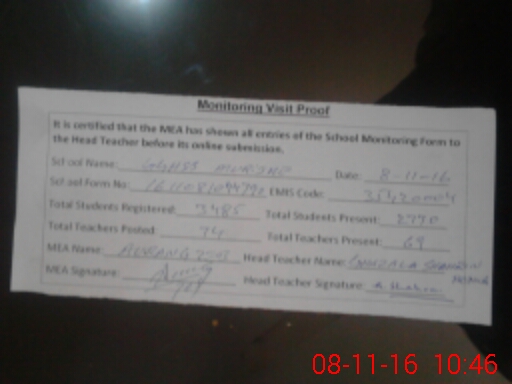 Monitoring Visit Proof
It is certified that the MEA has shown all entries of the School Monitoring Form to
the Head Teacher before its online submission.
School Name: GGHSS Date: 8-11-16
School Form No: EMIS Code:
Total Students Registered: 3485 Total Students Present:
Total Teachers Posted: 74 Total Teachers Present: 69
MEA Name: Head Teacher Name:
MEA Signature: Head Teacher Signature:
08-11-16 10:46